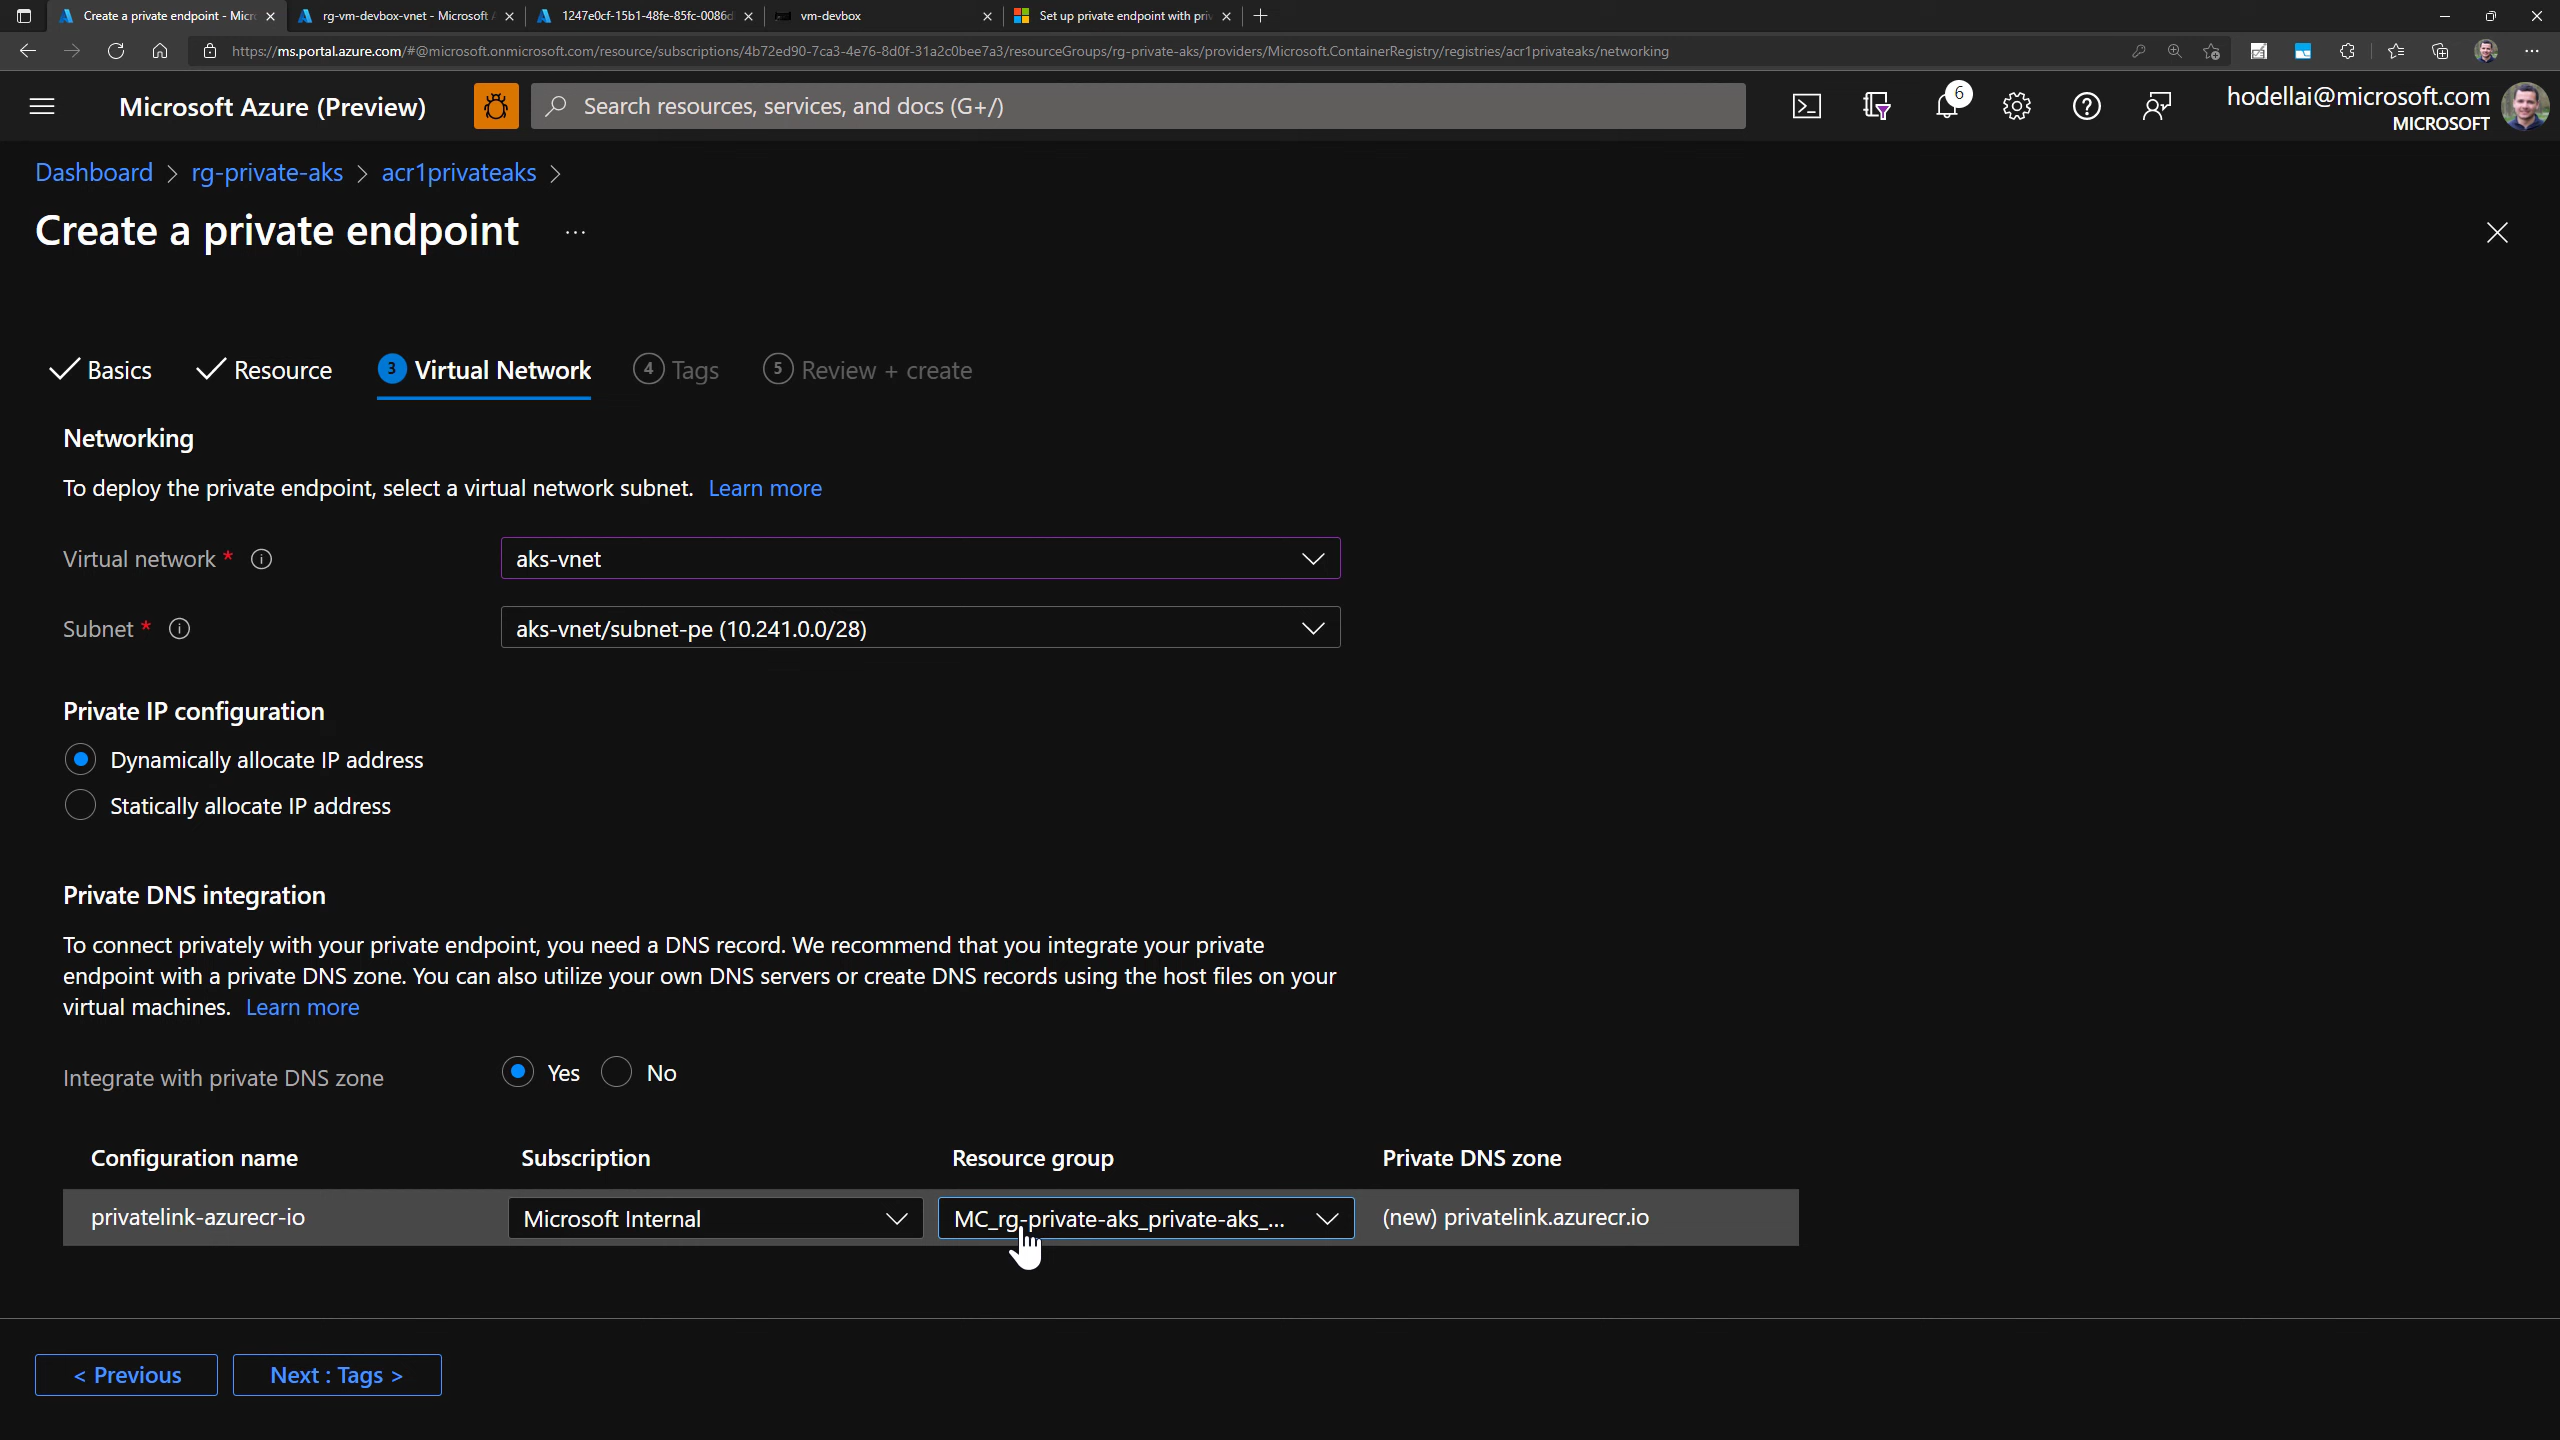 Create a private endpoint - Micr
rg-vm-devbox-vnet - Microsoft A
1247e0cf-15b1-48fe-85fc-0086d
vm-devbox
Set up private endpoint with priv
https://ms.portal.azure.com/#@microsoft.onmicrosoft.com/resource/subscriptions/4b72ed90-7ca3-4e76-8d0f-31a2c0bee7a3/resourceGroups/rg-private-aks/providers/Microsoft.ContainerRegistry/registries/acr1privateaks/networking
Microsoft Azure (Preview)
Search resources, services, and docs (G+/)
6
hodellai@microsoft.com
MICROSOFT
Dashboard > rg-private-aks > acr1privateaks >
Create a private endpoint ...
Basics
Resource
3 Virtual Network
4 Tags
5 Review + create
Networking
To deploy the private endpoint, select a virtual network subnet. Learn more
Virtual network *
aks-vnet
Subnet *
aks-vnet/subnet-pe (10.241.0.0/28)
Private IP configuration
Dynamically allocate IP address
Statically allocate IP address
Private DNS integration
To connect privately with your private endpoint, you need a DNS record. We recommend that you integrate your private
endpoint with a private DNS zone. You can also utilize your own DNS servers or create DNS records using the host files on your
virtual machines. Learn more
Integrate with private DNS zone
Yes
No
Configuration name
Subscription
Resource group
Private DNS zone
privatelink-azurecr-io
Microsoft Internal
MC_rg-private-aks_private-aks_...
(new) privatelink.azurecr.io
< Previous
Next : Tags >